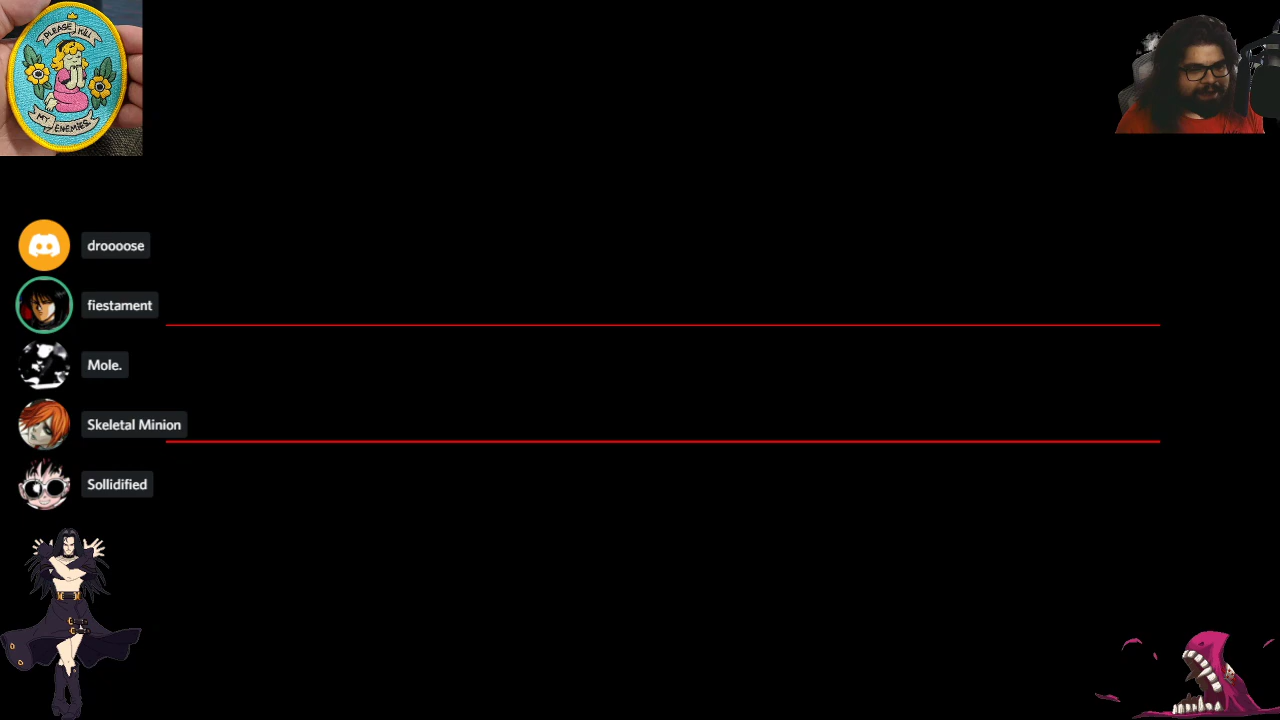 PLEASE KILL
MY ENEMIES
droooose
fiestament
Mole.
Skeletal Minion
Sollidified